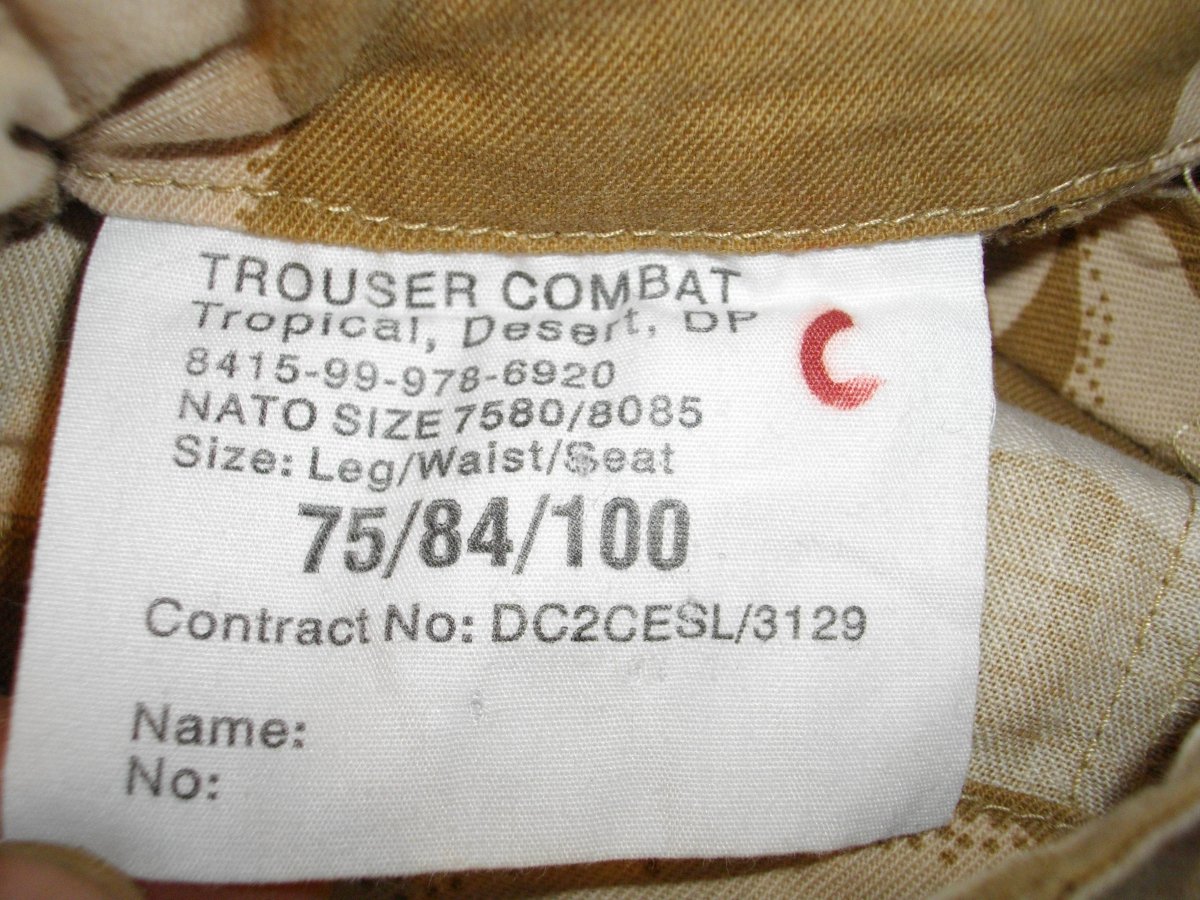 TROUSER COMBAT
Tropical, Desert, DP
C
8415-99-978-6920
NATO SIZE 7580/8085
Size: Leg/Waist/Seat
75/84/100
Contract No: DC2CESL/3129
Name:
No: